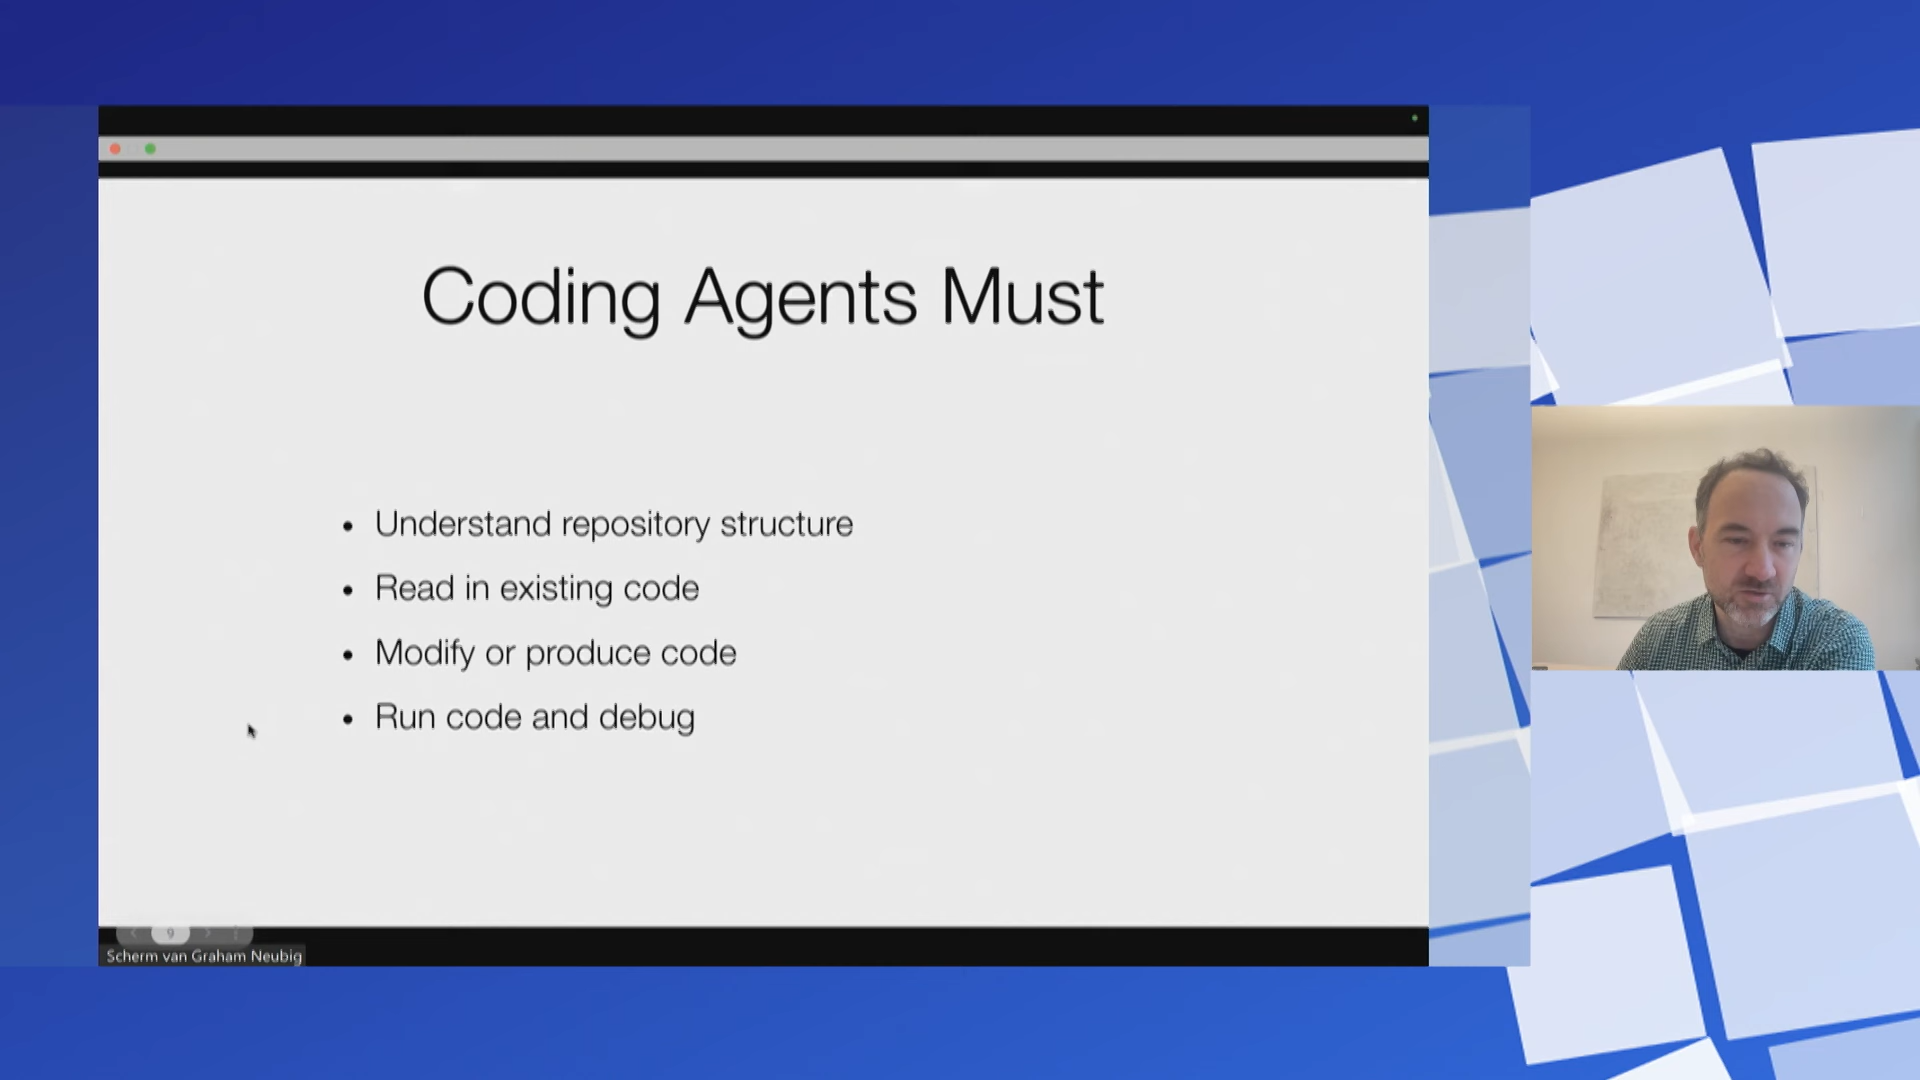 Coding Agents Must
• Understand repository structure
• Read in existing code
• Modify or produce code
• Run code and debug
9
Scherm van Graham Neubig